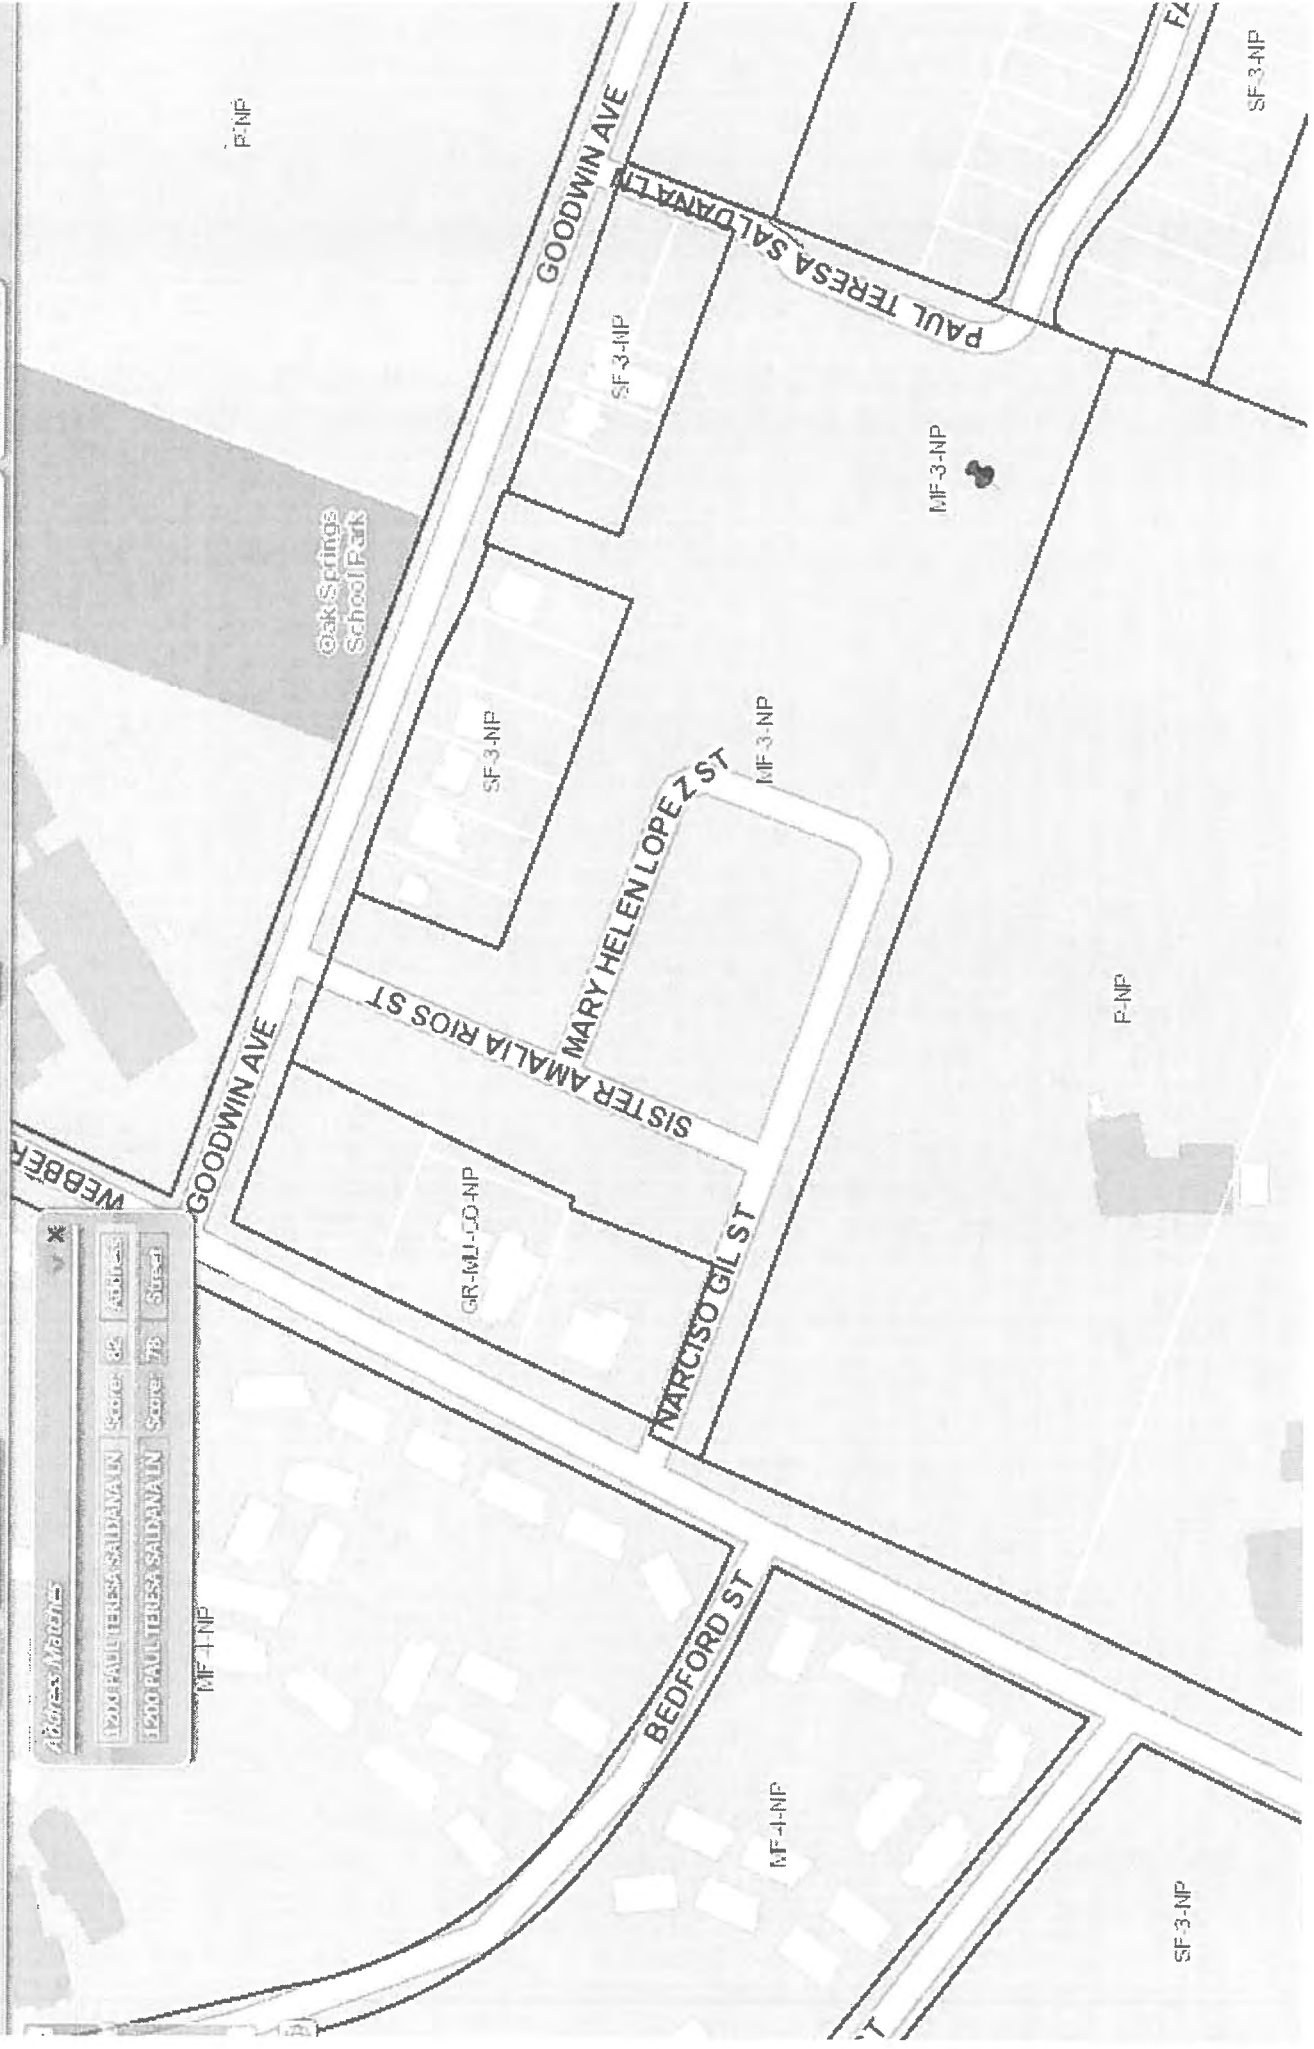 Address Matches
1200 PAUL TERESA SALDANA LN Score: 82 Address
1200 PAUL TERESA SALDANA LN Score: 78 Street
MF-4-NP
WEBBER
GOODWIN AVE
Oak Springs
School Park
P-NP
GOODWIN AVE
GR-MU-CO-NP
SISTER AMALIA RIOS ST
SF-3-NP
SF-3-NP
MARY HELEN LOPEZ ST
PAUL TERESA SALDANA LN
BEDFORD ST
NARCISO GIL ST
MF-3-NP
MF-3-NP
MF-4-NP
P-NP
SF-3-NP
SF-3-NP